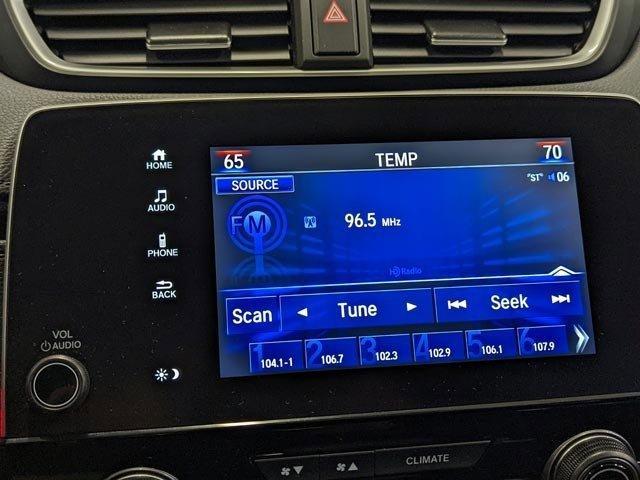 65 TEMP 70
SOURCE
"ST" 06
FM 96.5 MHz
HD Radio
Scan Tune Seek
1 104.1-1 2 106.7 3 102.3 4 102.9 5 106.1 6 107.9
HOME
AUDIO
PHONE
BACK
VOL
AUDIO
CLIMATE